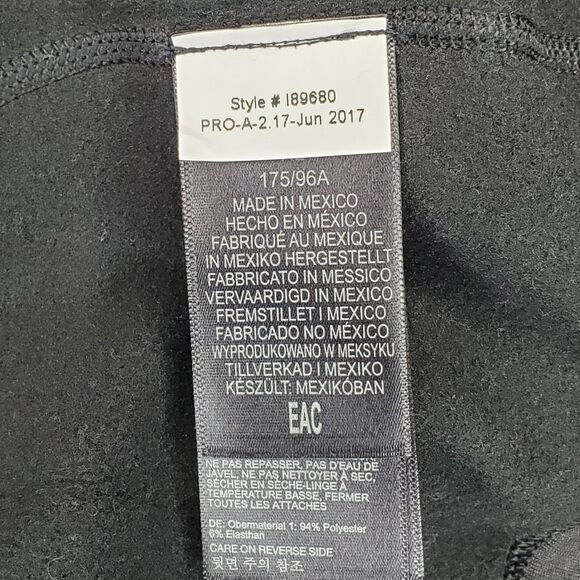 Style # I89680
PRO-A-2.17-Jun 2017
175/96A
MADE IN MEXICO
HECHO EN MÉXICO
FABRIQUÉ AU MEXIQUE
IN MEXIKO HERGESTELLT
FABBRICATO IN MESSICO
VERVAARDIGD IN MEXICO
FREMSTILLET I MEXICO
FABRICADO NO MÉXICO
WYPRODUKOWANO W MEKSYKU
TILLVERKAD I MEXIKO
KÉSZÜLT: MEXIKÓBAN
EAC
NE PAS REPASSER, PAS D'EAU DE
JAVEL, NE PAS NETTOYER À SEC,
SÉCHER EN SÈCHE-LINGE À
TEMPÉRATURE BASSE, FERMER
TOUTES LES ATTACHES
DE: Obermaterial 1: 94% Polyester
6% Elasthan
CARE ON REVERSE SIDE
뒷면 주의 참조